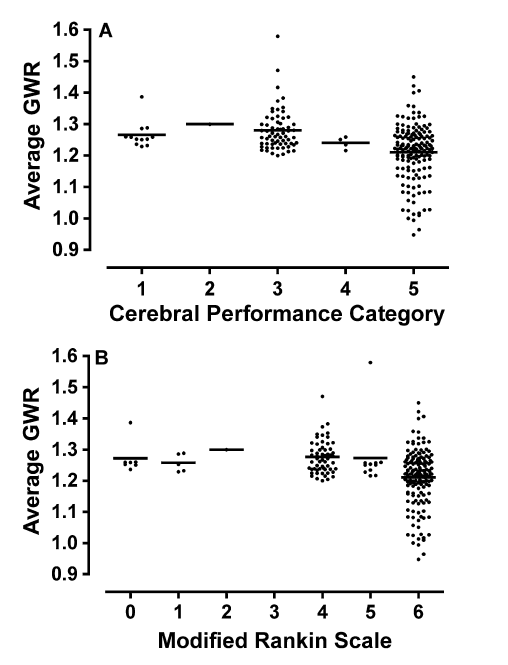 A
1.6
1.5
1.4
1.3
1.2
1.1
1.0
0.9
Average GWR
1 2 3 4 5
Cerebral Performance Category
B
1.6
1.5
1.4
1.3
1.2
1.1
1.0
0.9
Average GWR
0 1 2 3 4 5 6
Modified Rankin Scale